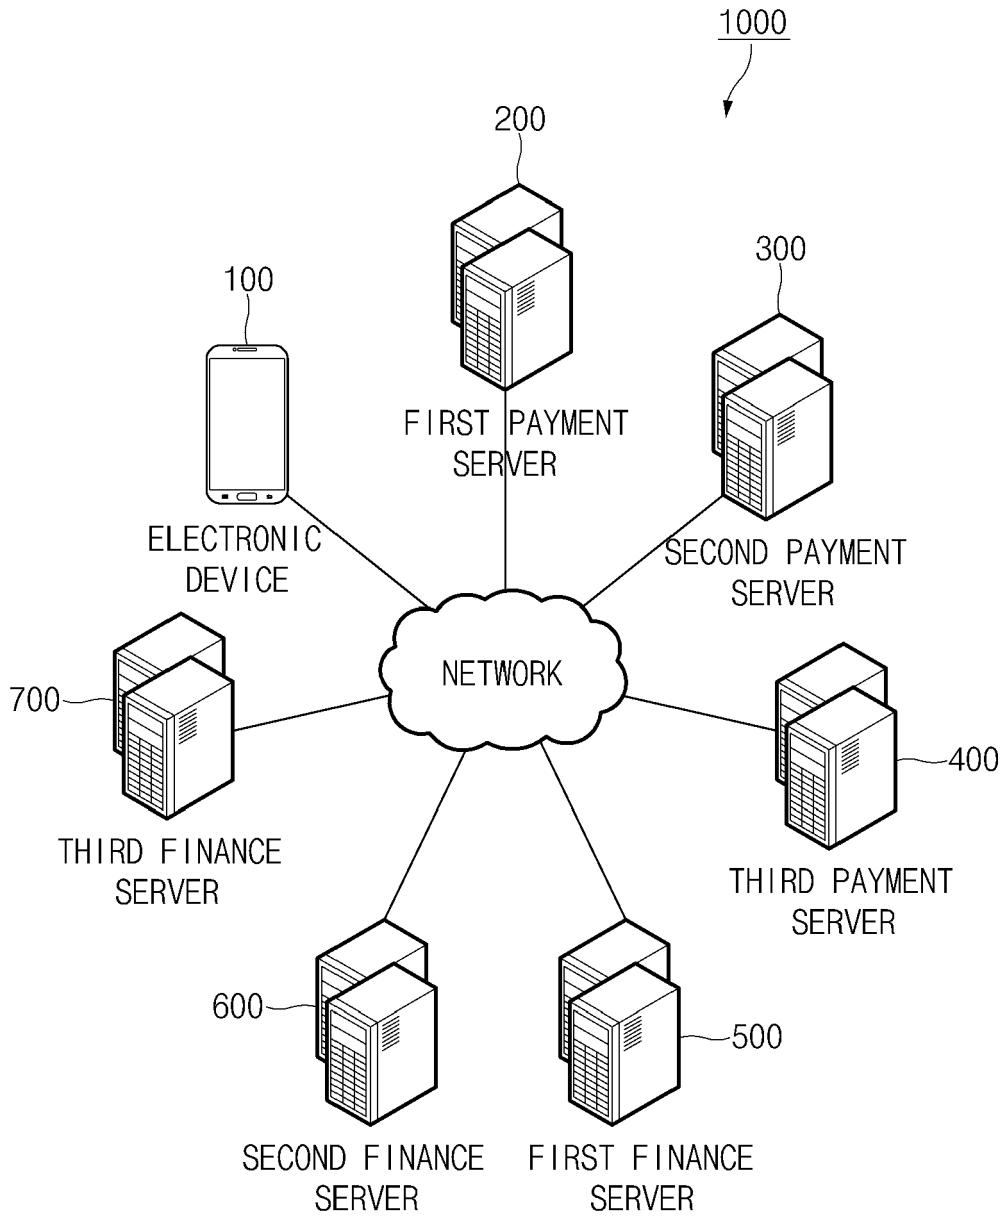 1000
200
300
100
FIRST PAYMENT
SERVER
ELECTRONIC
DEVICE
SECOND PAYMENT
SERVER
NETWORK
700
400
THIRD FINANCE
SERVER
THIRD PAYMENT
SERVER
600
500
SECOND FINANCE
SERVER
FIRST FINANCE
SERVER